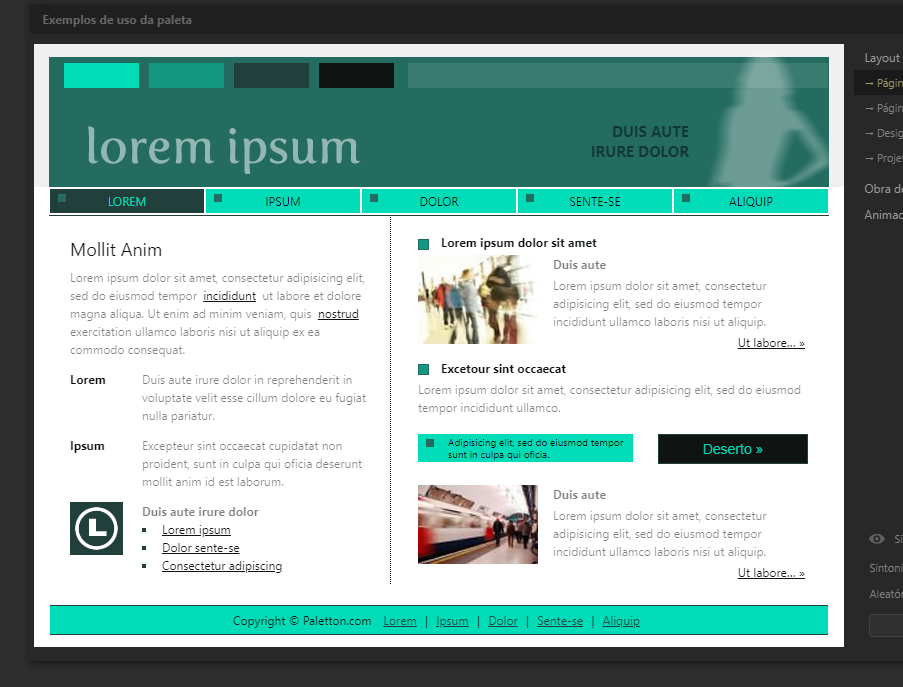 Exemplos de uso da paleta
lorem ipsum
DUIS AUTE
IRURE DOLOR
LOREM
IPSUM
DOLOR
SENTE-SE
ALIQUIP
Mollit Anim
Lorem ipsum dolor sit amet, consectetur adipisicing elit,
sed do eiusmod tempor incididunt ut labore et dolore
magna aliqua. Ut enim ad minim veniam, quis nostrud
exercitation ullamco laboris nisi ut aliquip ex ea
commodo consequat.
Lorem
Duis aute irure dolor in reprehenderit in
voluptate velit esse cillum dolore eu fugiat
nulla pariatur.
Ipsum
Excepteur sint occaecat cupidatat non
proident, sunt in culpa qui oficia deserunt
mollit anim id est laborum.
L
Duis aute irure dolor
Lorem ipsum
Dolor sente-se
Consectetur adipiscing
Lorem ipsum dolor sit amet
Duis aute
Lorem ipsum dolor sit amet, consectetur
adipisicing elit, sed do eiusmod tempor
incididunt ullamco laboris nisi ut aliquip.
Ut labore... »
Excetour sint occaecat
Lorem ipsum dolor sit amet, consectetur adipisicing elit, sed do eiusmod
tempor incididunt ullamco.
Adipisicing elit, sed do eiusmod tempor
sunt in culpa qui oficia.
Deserto »
Duis aute
Lorem ipsum dolor sit amet, consectetur
adipisicing elit, sed do eiusmod tempor
incididunt ullamco laboris nisi ut aliquip.
Ut labore... »
Copyright © Paletton.com Lorem | Ipsum | Dolor | Sente-se | Aliquip
Layout
→ Págin
→ Págin
→ Desig
→ Proje
Obra de
Animac
Si
Sintoni
Aleatór